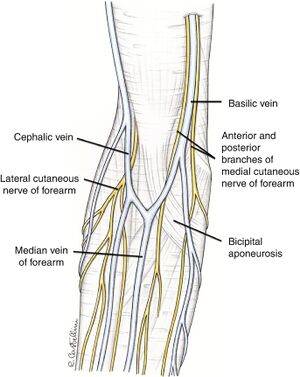 Basilic vein
Cephalic vein
Anterior and
posterior
branches of
medial cutaneous
nerve of forearm
Lateral cutaneous
nerve of forearm
Median vein
of forearm
Bicipital
aponeurosis